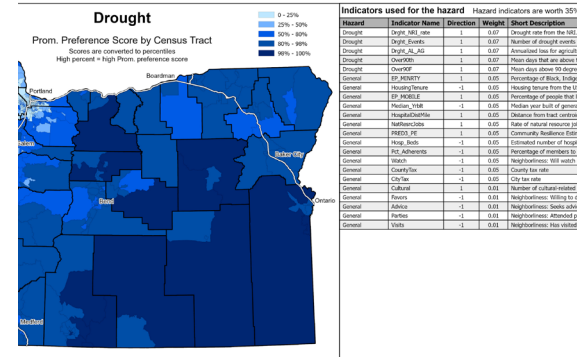 Drought
Prom. Preference Score by Census Tract
Scores are converted to percentiles
High percent = high Prom. preference score
0 - 25%
25% - 50%
50% - 80%
80% - 98%
98% - 100%
Portland
Boardman
Baker City
Bend
Ontario
Medford
Indicators used for the hazard Hazard indicators are worth 35%
Hazard Indicator Name Direction Weight Short Description
Drought Drght_NRI_rate 1 0.07 Drought rate from the NRI.
Drought Drght_Events 1 0.07 Number of drought events
Drought Drght_AL_AG 1 0.07 Annualized loss for agricult
Drought Over90th 1 0.07 Mean days that are above
Drought Over90F 1 0.07 Mean days above 90-degre
General EP_MINRTY 1 0.05 Percentage of Black, Indige
General HousingTenure -1 0.05 Housing tenure from the US
General EP_MOBILE 1 0.05 Percentage of people that l
General Median_YrBlt -1 0.05 Median year built of genera
General HospitalDistMile 1 0.05 Distance from tract centroid
General NatResrcJobs 1 0.05 Rate of natural resource jo
General PRED3_PE 1 0.05 Community Resilience Estim
General Hosp_Beds -1 0.05 Estimated number of hospi
General Pct_Adherents -1 0.05 Percentage of members to
General Watch -1 0.05 Neighborliness: Will watch
General CountyTax -1 0.05 County tax rate
General CityTax -1 0.05 City tax rate
General Cultural 1 0.01 Number of cultural-related
General Favors -1 0.01 Neighborliness: Willing to d
General Advice -1 0.01 Neighborliness: Seeks advi
General Parties -1 0.01 Neighborliness: Attended p
General Visits -1 0.01 Neighborliness: Has visited